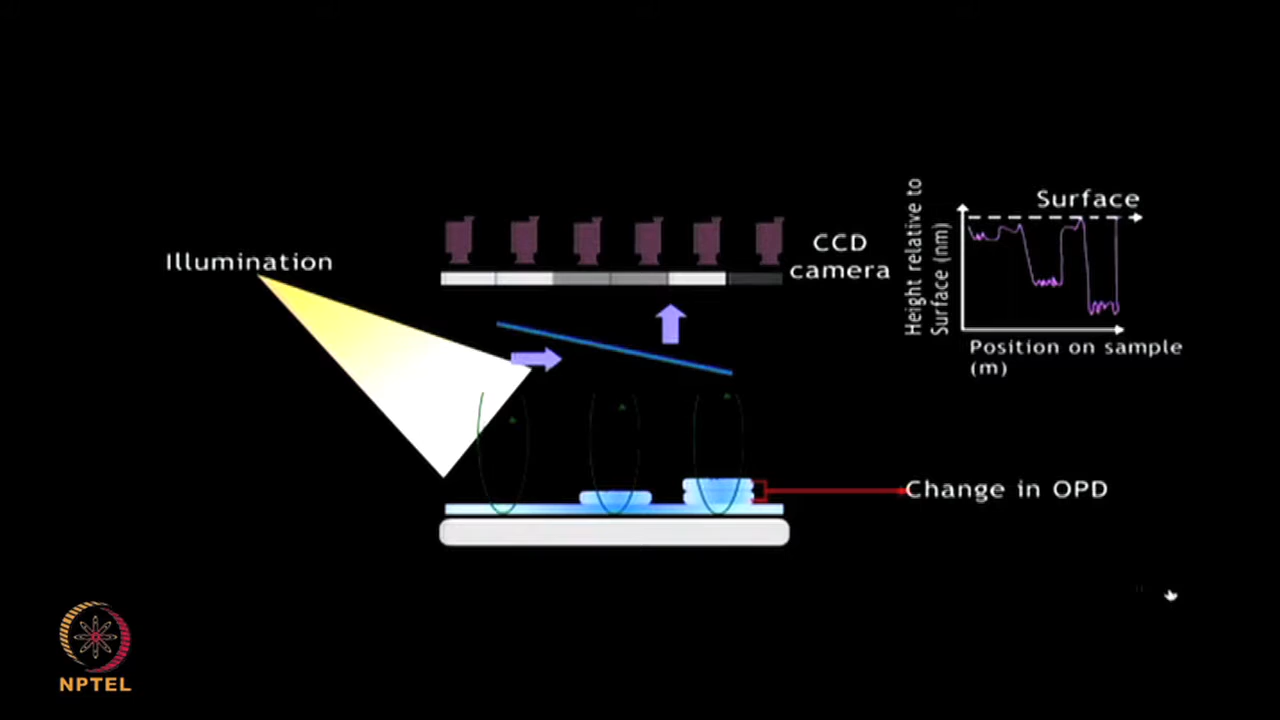 Illumination
CCD
camera
Height relative to
Surface (nm)
Surface
Position on sample
(m)
Change in OPD
NPTEL